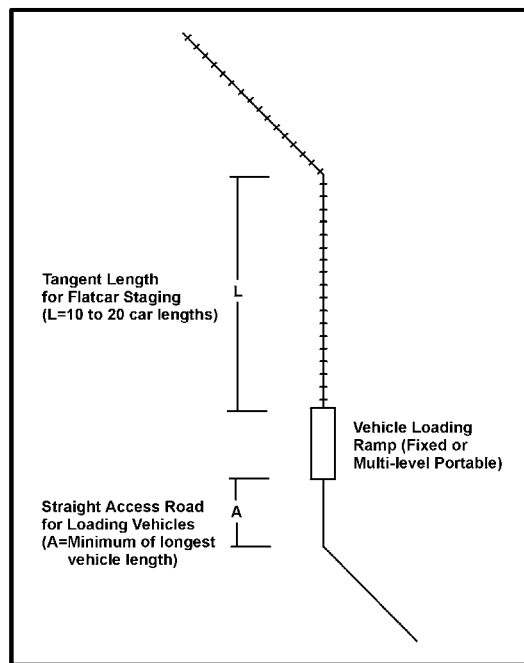 Tangent Length
for Flatcar Staging
(L=10 to 20 car lengths)
L
Vehicle Loading
Ramp (Fixed or
Multi-level Portable)
Straight Access Road
for Loading Vehicles
(A=Minimum of longest
vehicle length)
A